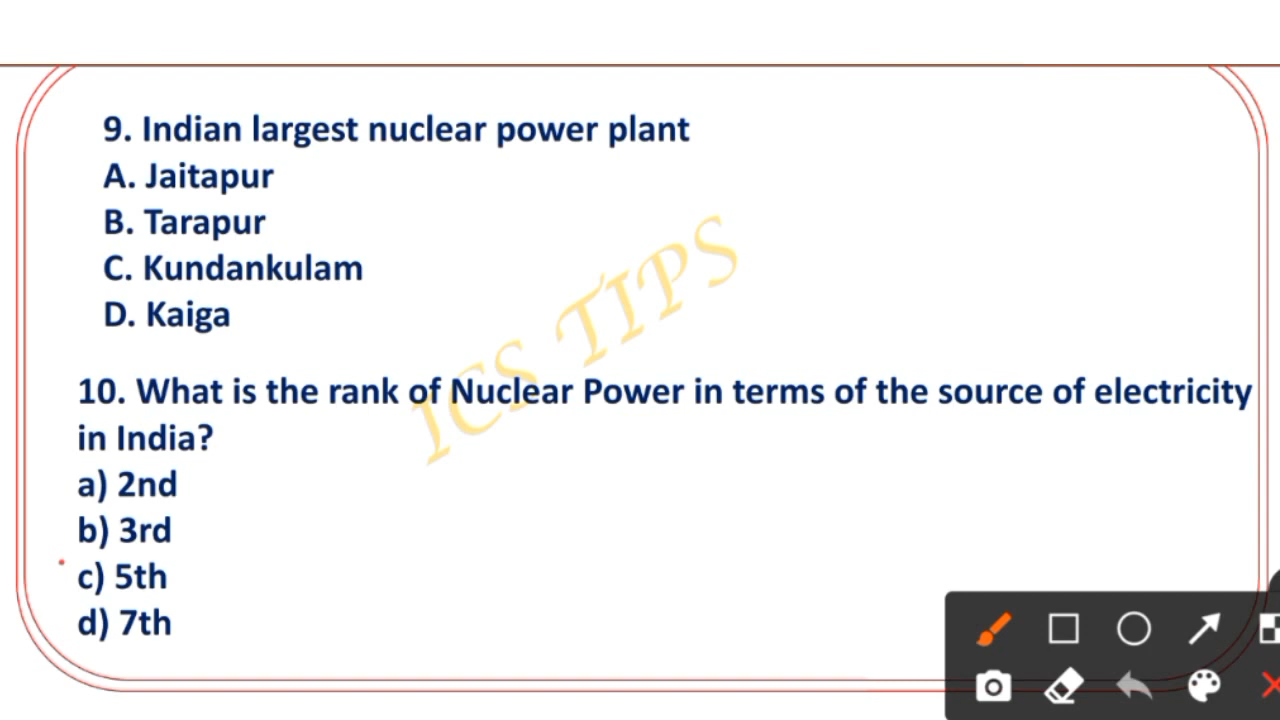 9. Indian largest nuclear power plant
A. Jaitapur
B. Tarapur
C. Kundankulam
D. Kaiga
ICS TIPS
10. What is the rank of Nuclear Power in terms of the source of electricity
in India?
a) 2nd
b) 3rd
c) 5th
d) 7th